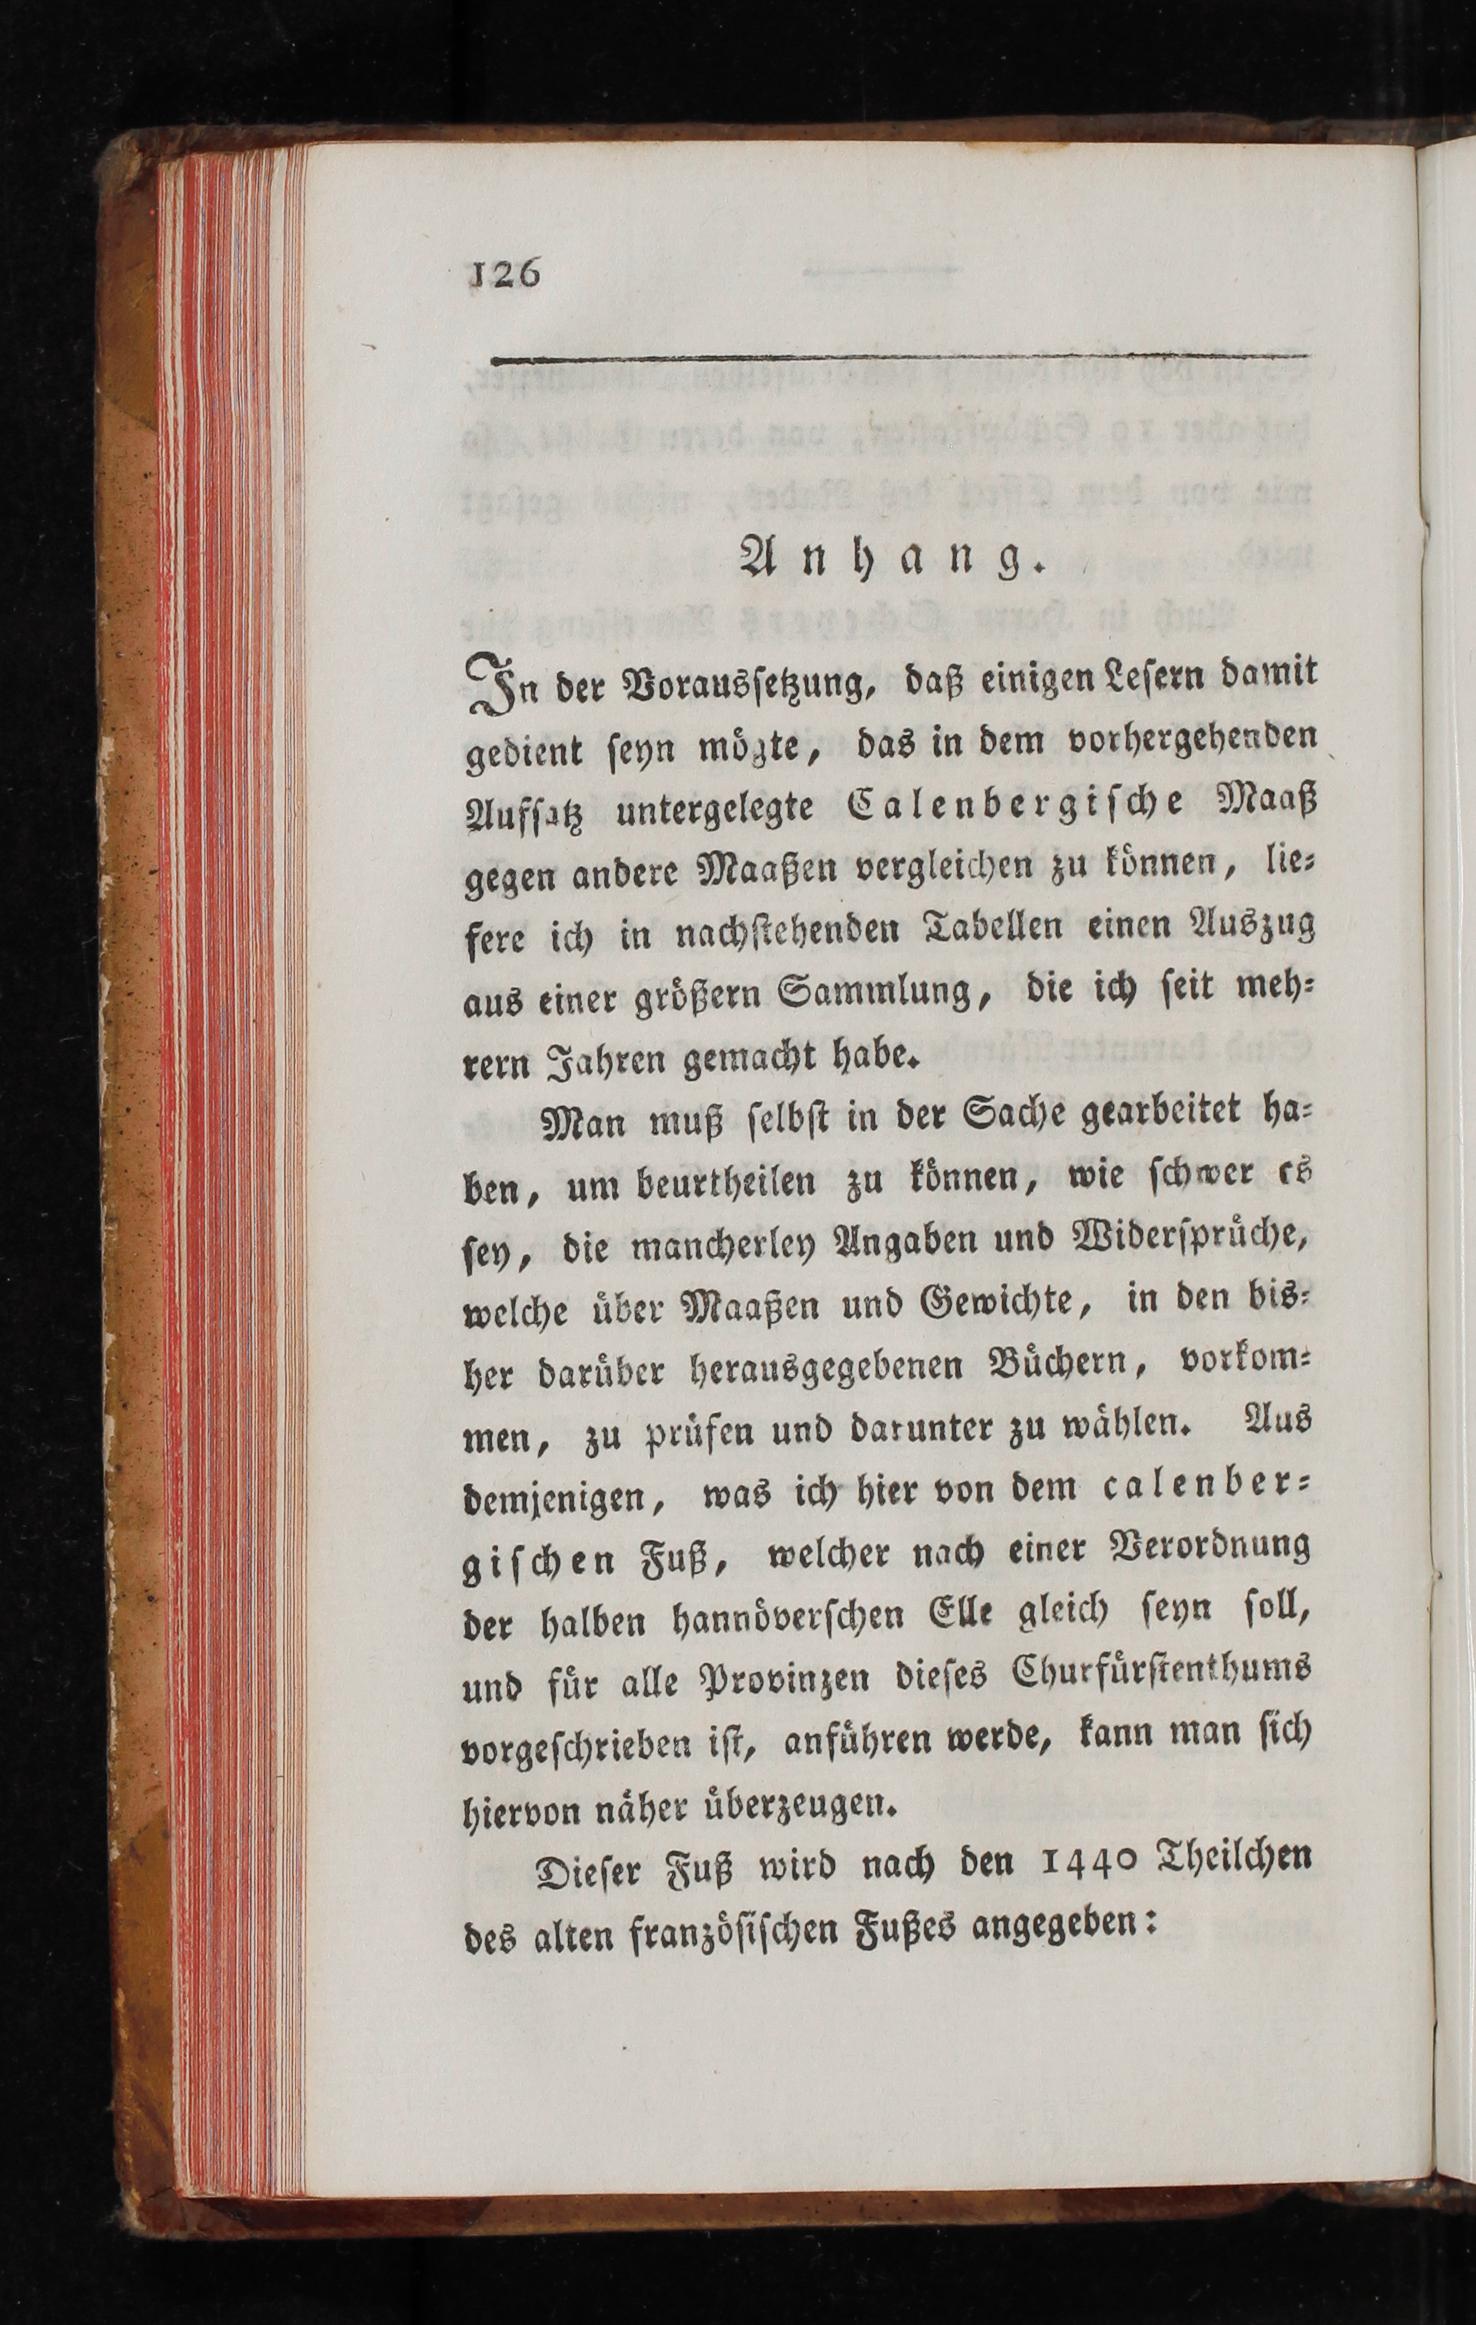 126
Anhang.
In der Vorausſetzung, daß einigen Leſern damit
gedient ſeyn mögte, das in dem vorhergehenden
Aufſatz untergelegte Calenbergiſche Maaß
gegen andere Maaßen vergleichen zu können, lie⸗
fere ich in nachſtehenden Tabellen einen Auszug
aus einer größern Sammlung, die ich ſeit meh⸗
rern Jahren gemacht habe.
Man muß ſelbſt in der Sache gearbeitet ha⸗
ben, um beurtheilen zu können, wie ſchwer es
ſey, die mancherley Angaben und Widerſprüche,
welche über Maaßen und Gewichte, in den bis⸗
her darüber herausgegebenen Büchern, vorkom⸗
men, zu prüfen und darunter zu wählen. Aus
demjenigen, was ich hier von dem calenber⸗
giſchen Fuß, welcher nach einer Verordnung
der halben hannöverſchen Elle gleich ſeyn ſoll,
und für alle Provinzen dieſes Churfürſtenthums
vorgeſchrieben iſt, anführen werde, kann man ſich
hiervon näher überzeugen.
Dieſer Fuß wird nach den 1440 Theilchen
des alten franzöſiſchen Fußes angegeben: